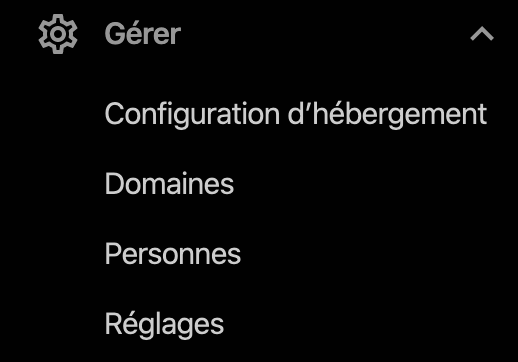 Gérer
Configuration d’hébergement
Domaines
Personnes
Réglages